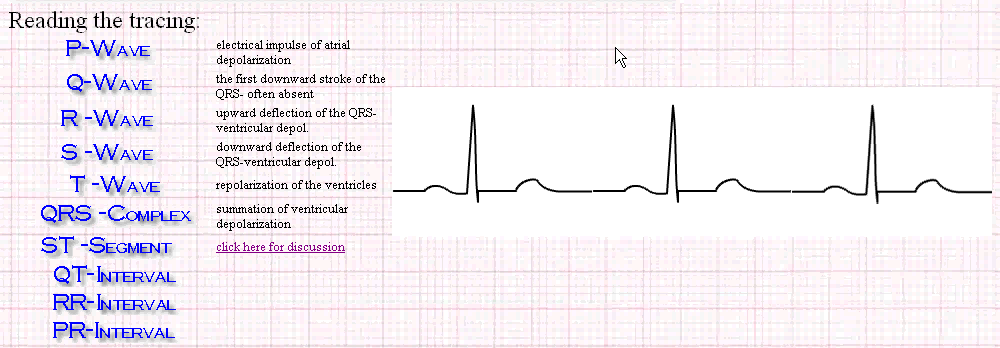 Reading the tracing:
P-Wave
electrical impulse of atrial
depolarization
Q-Wave
the first downward stroke of the
QRS- often absent
R -Wave
upward deflection of the QRS-
ventricular depol.
S -Wave
downward deflection of the
QRS-ventricular depol.
T -Wave
repolarization of the ventricles
QRS -Complex
summation of ventricular
depolarization
ST -Segment
click here for discussion
QT-Interval
RR-Interval
PR-Interval